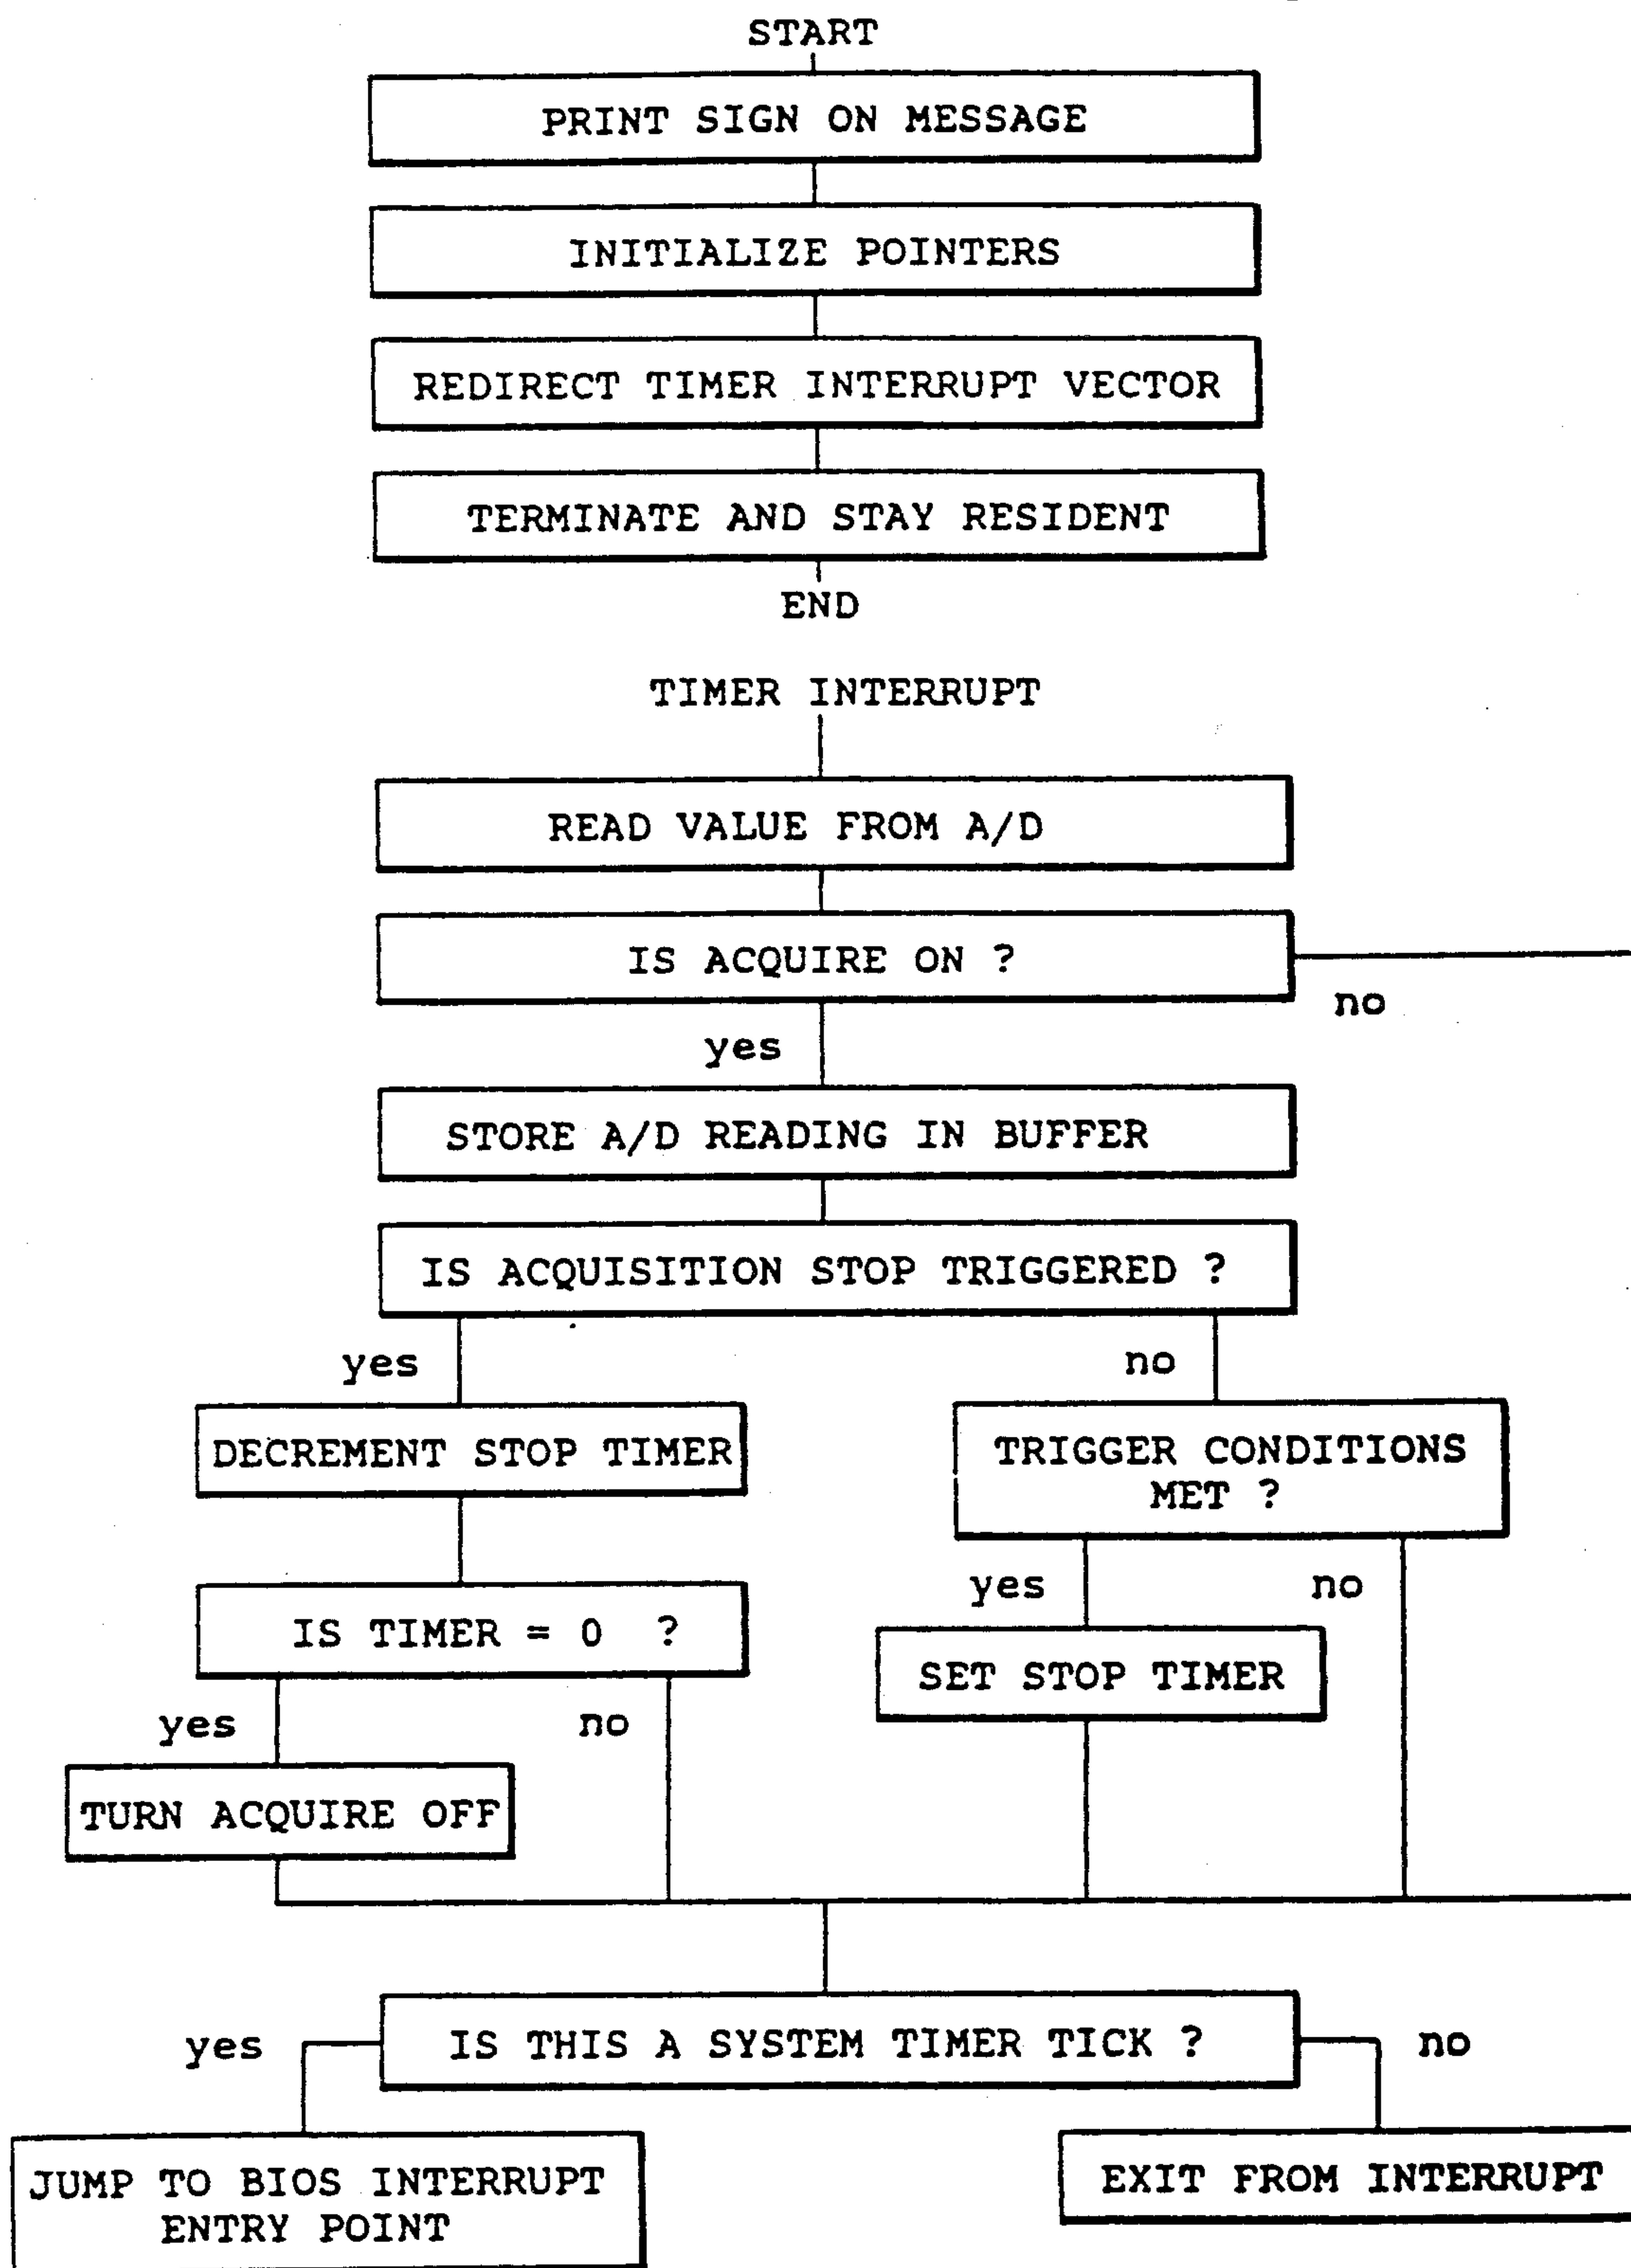 START
PRINT SIGN ON MESSAGE
INITIALIZE POINTERS
REDIRECT TIMER INTERRUPT VECTOR
TERMINATE AND STAY RESIDENT
END
TIMER INTERRUPT
READ VALUE FROM A/D
IS ACQUIRE ON ?
no
yes
STORE A/D READING IN BUFFER
IS ACQUISITION STOP TRIGGERED ?
yes
no
DECREMENT STOP TIMER
TRIGGER CONDITIONS
MET ?
yes
no
IS TIMER = 0 ?
SET STOP TIMER
yes
no
TURN ACQUIRE OFF
yes
IS THIS A SYSTEM TIMER TICK ?
no
JUMP TO BIOS INTERRUPT
ENTRY POINT
EXIT FROM INTERRUPT